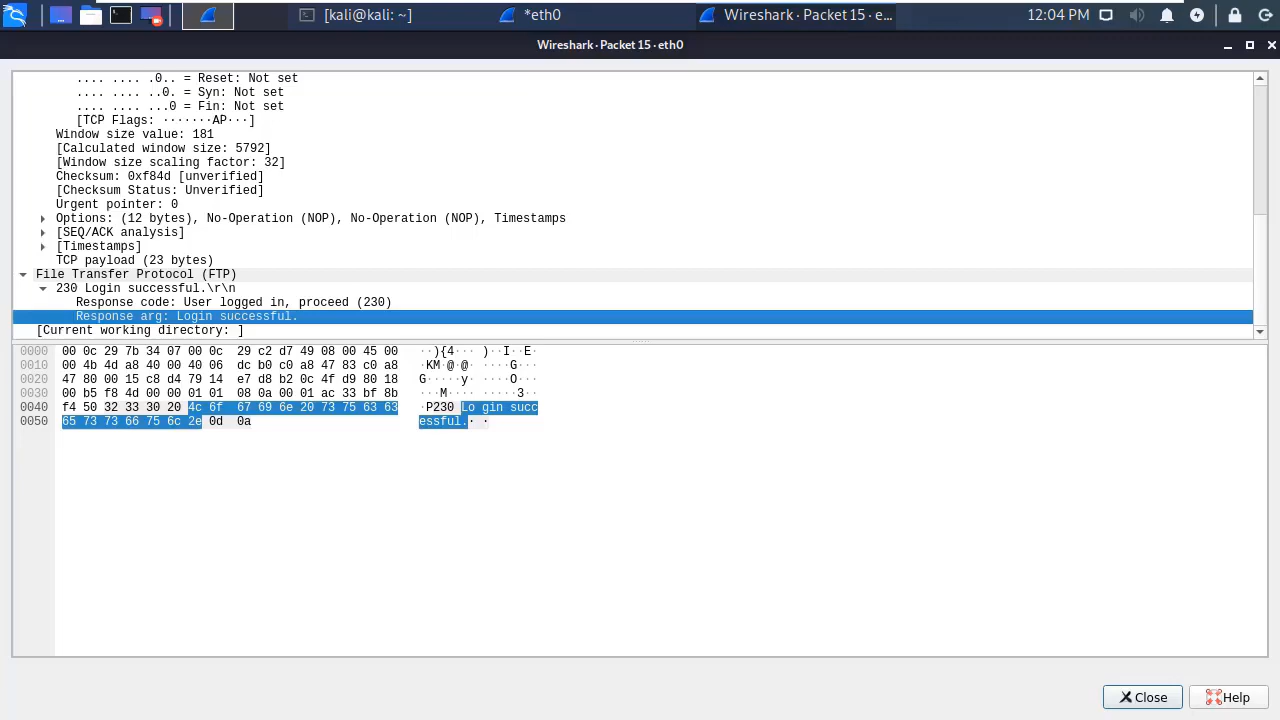 [kali@kali: ~]
*eth0
Wireshark · Packet 15 · e...
12:04 PM
Wireshark · Packet 15 · eth0
.... .... .0.. = Reset: Not set
.... .... ..0. = Syn: Not set
.... .... ...0 = Fin: Not set
[TCP Flags: ·······AP···]
Window size value: 181
[Calculated window size: 5792]
[Window size scaling factor: 32]
Checksum: 0xf84d [unverified]
[Checksum Status: Unverified]
Urgent pointer: 0
Options: (12 bytes), No-Operation (NOP), No-Operation (NOP), Timestamps
[SEQ/ACK analysis]
[Timestamps]
TCP payload (23 bytes)
File Transfer Protocol (FTP)
230 Login successful.\r\n
Response code: User logged in, proceed (230)
Response arg: Login successful.
[Current working directory: ]
0000 00 0c 29 7b 34 07 00 0c 29 c2 d7 49 08 00 45 00 ··){4··· )··I··E·
0010 00 4b 4d a8 40 00 40 06 dc b0 c0 a8 47 83 c0 a8 ·KM·@·@· ····G···
0020 47 80 00 15 c8 d4 79 14 e7 d8 b2 0c 4f d9 80 18 G·····y· ····O···
0030 00 b5 f8 4d 00 00 01 01 08 0a 00 01 ac 33 bf 8b ···M···· ·····3··
0040 f4 50 32 33 30 20 4c 6f 67 69 6e 20 73 75 63 63 ·P230 Lo gin succ
0050 65 73 73 66 75 6c 2e 0d 0a essful.· ·
Close
Help